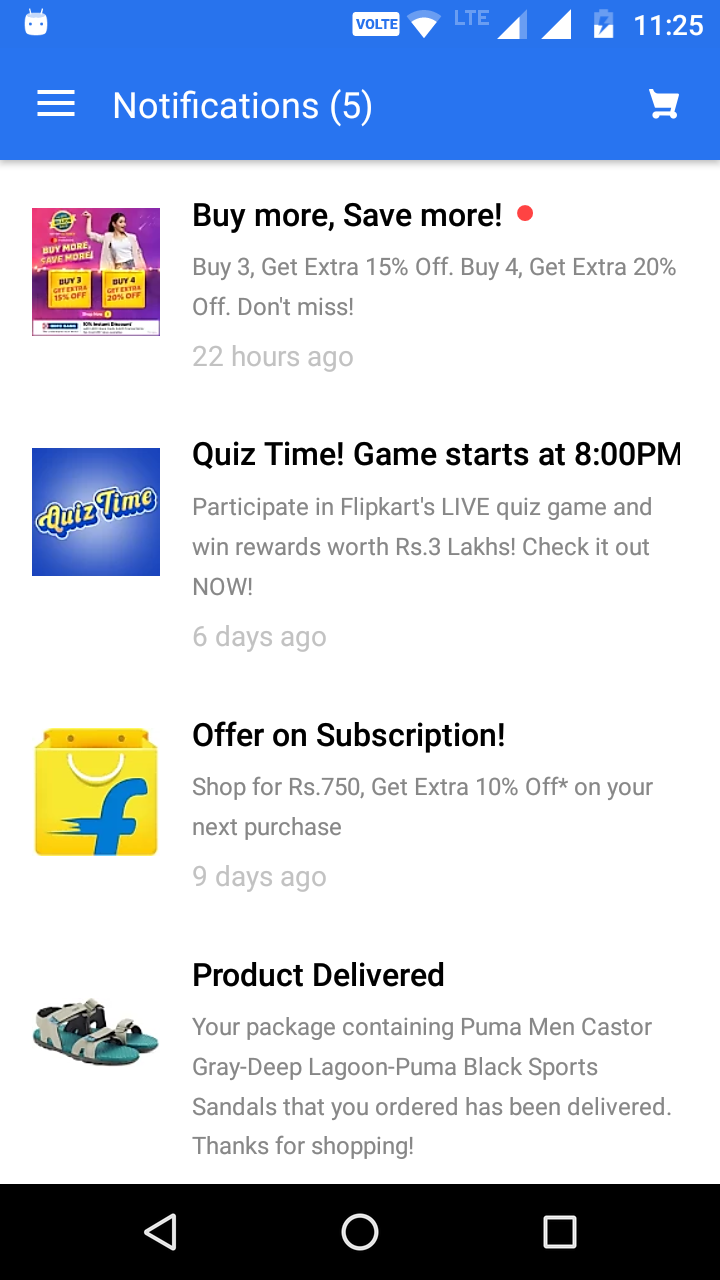 VOLTE LTE 11:25
Notifications (5)
BUY MORE,
SAVE MORE!
BUY 3
GET EXTRA
15% OFF
BUY 4
GET EXTRA
20% OFF
Shop Now
10% Instant Discount
Buy more, Save more!
Buy 3, Get Extra 15% Off. Buy 4, Get Extra 20%
Off. Don't miss!
22 hours ago
Quiz Time
Quiz Time! Game starts at 8:00PM
Participate in Flipkart's LIVE quiz game and
win rewards worth Rs.3 Lakhs! Check it out
NOW!
6 days ago
f
Offer on Subscription!
Shop for Rs.750, Get Extra 10% Off* on your
next purchase
9 days ago
Product Delivered
Your package containing Puma Men Castor
Gray-Deep Lagoon-Puma Black Sports
Sandals that you ordered has been delivered.
Thanks for shopping!